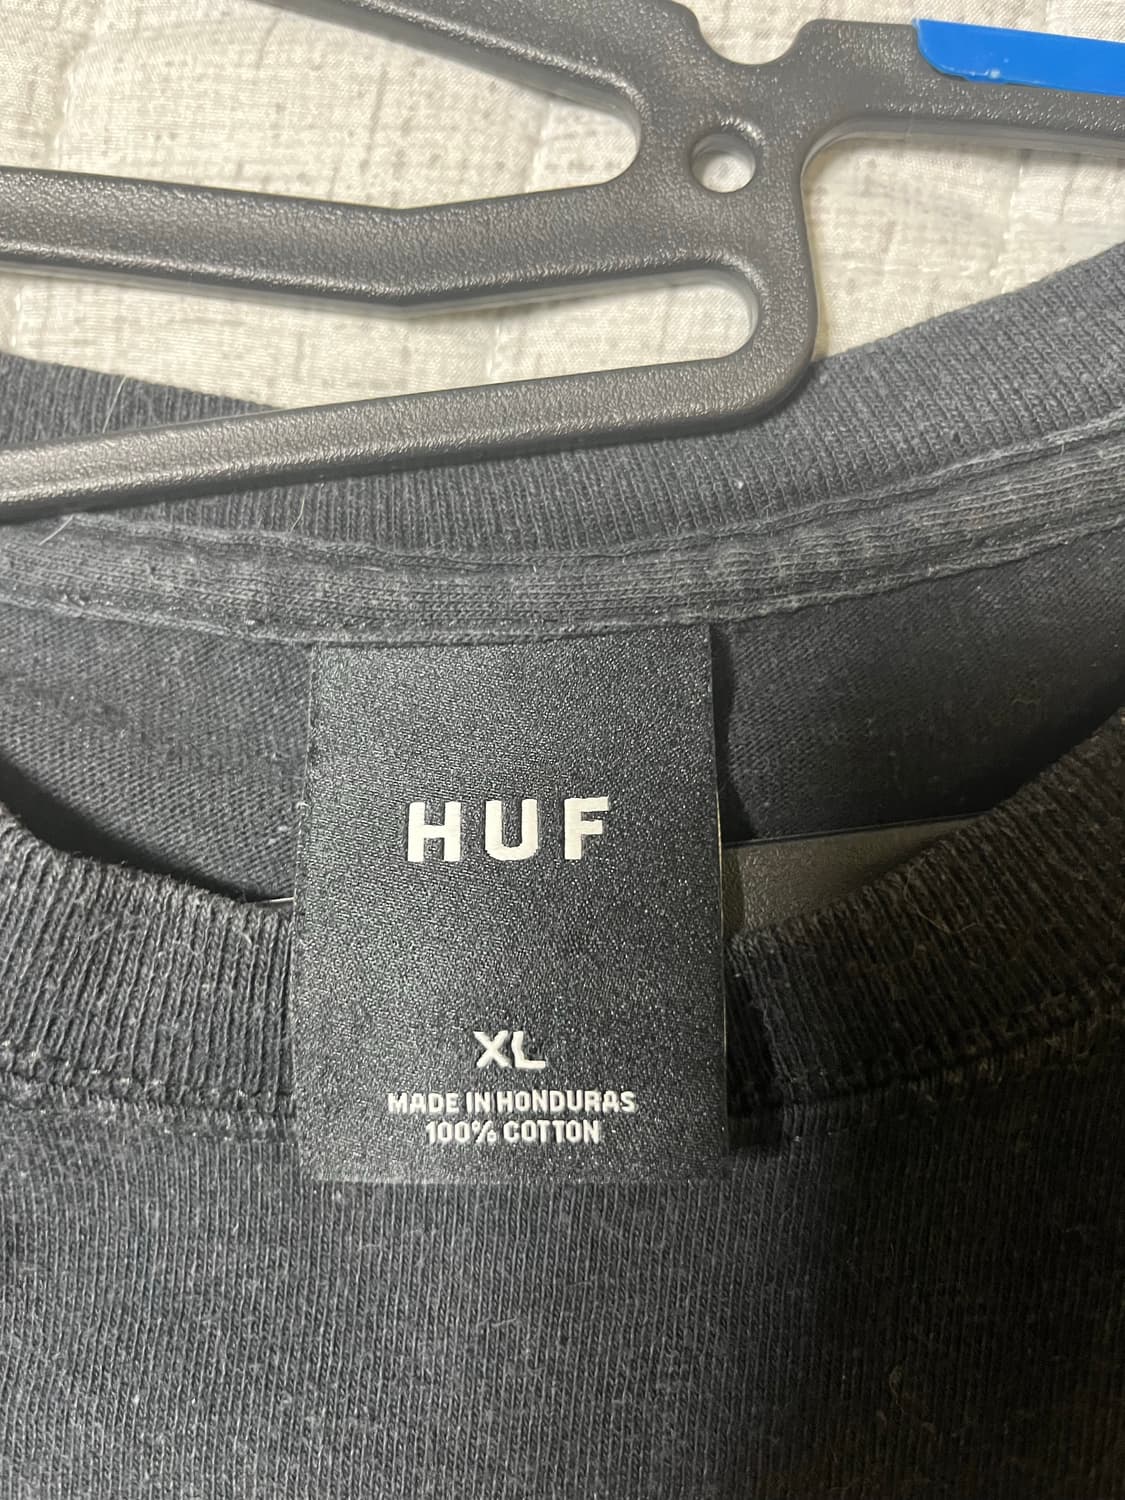 HUF
XL
MADE IN HONDURAS
100% COTTON